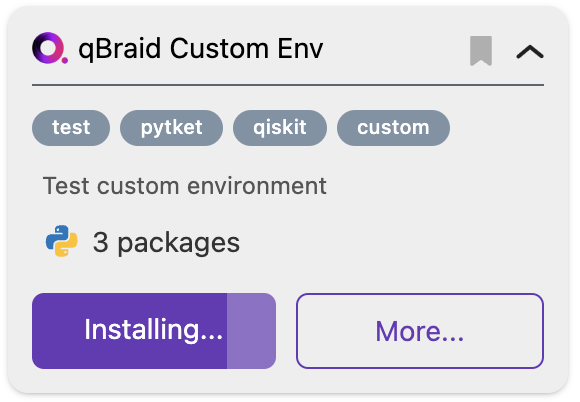 qBraid Custom Env
test pytket qiskit custom
Test custom environment
3 packages
Installing... More...